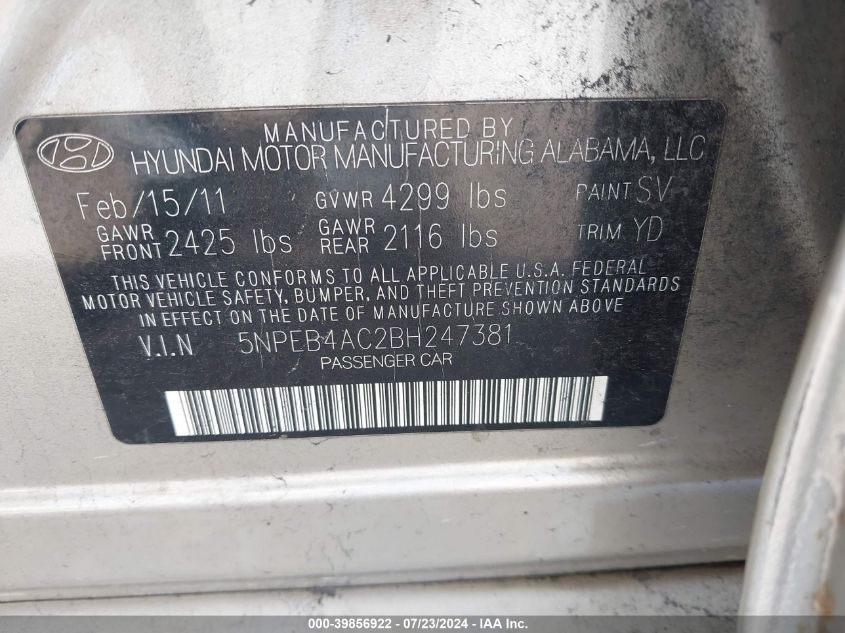 MANUFACTURED BY
HYUNDAI MOTOR MANUFACTURING ALABAMA, LLC
Feb/15/11 GVWR 4299 lbs PAINT SV
GAWR FRONT 2425 lbs GAWR REAR 2116 lbs TRIM YD
THIS VEHICLE CONFORMS TO ALL APPLICABLE U.S.A. FEDERAL
MOTOR VEHICLE SAFETY, BUMPER, AND THEFT PREVENTION STANDARDS
IN EFFECT ON THE DATE OF MANUFACTURE SHOWN ABOVE
V.I.N 5NPEB4AC2BH247381
PASSENGER CAR
000-39856922 - 07/23/2024 - IAA Inc.